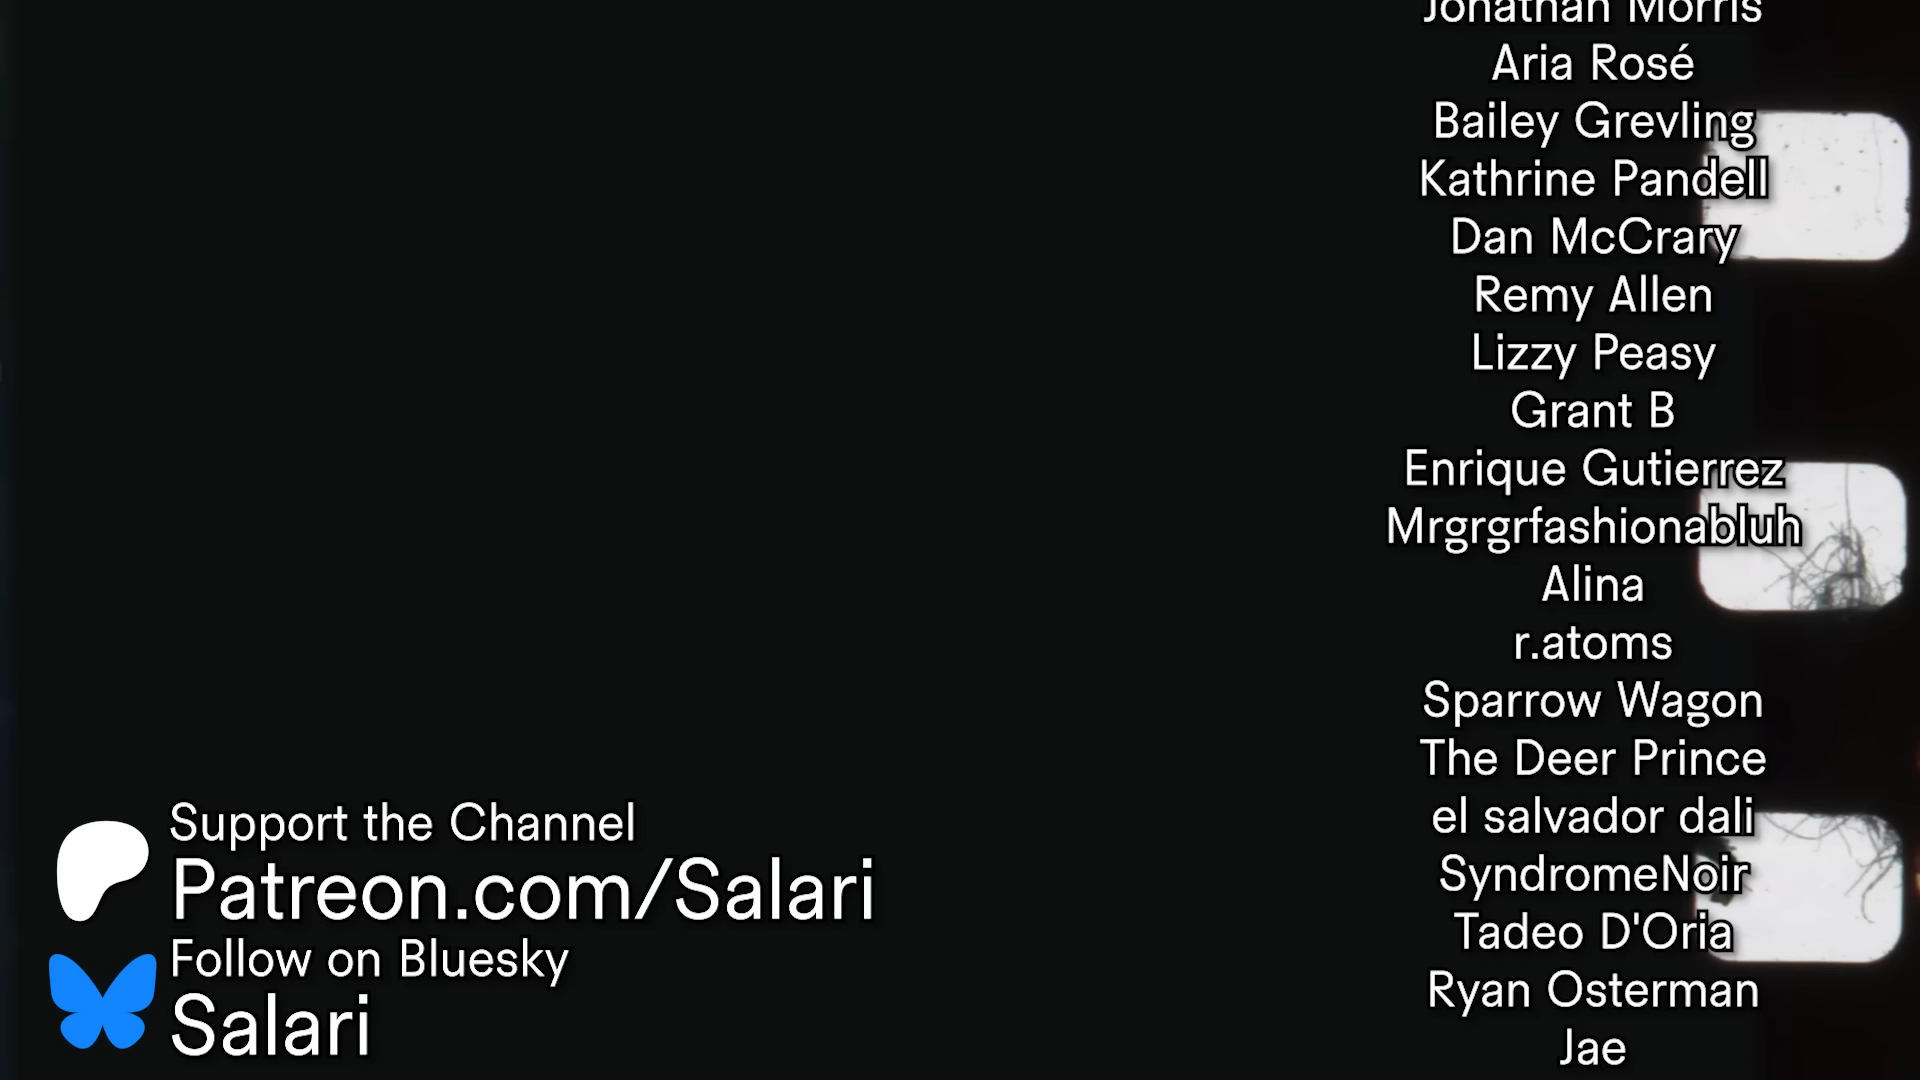 Jonathan Morris
Aria Rosé
Bailey Grevling
Kathrine Pandell
Dan McCrary
Remy Allen
Lizzy Peasy
Grant B
Enrique Gutierrez
Mrgrgrfashionabluh
Alina
r.atoms
Sparrow Wagon
The Deer Prince
el salvador dali
SyndromeNoir
Tadeo D'Oria
Ryan Osterman
Jae
Support the Channel
Patreon.com/Salari
Follow on Bluesky
Salari